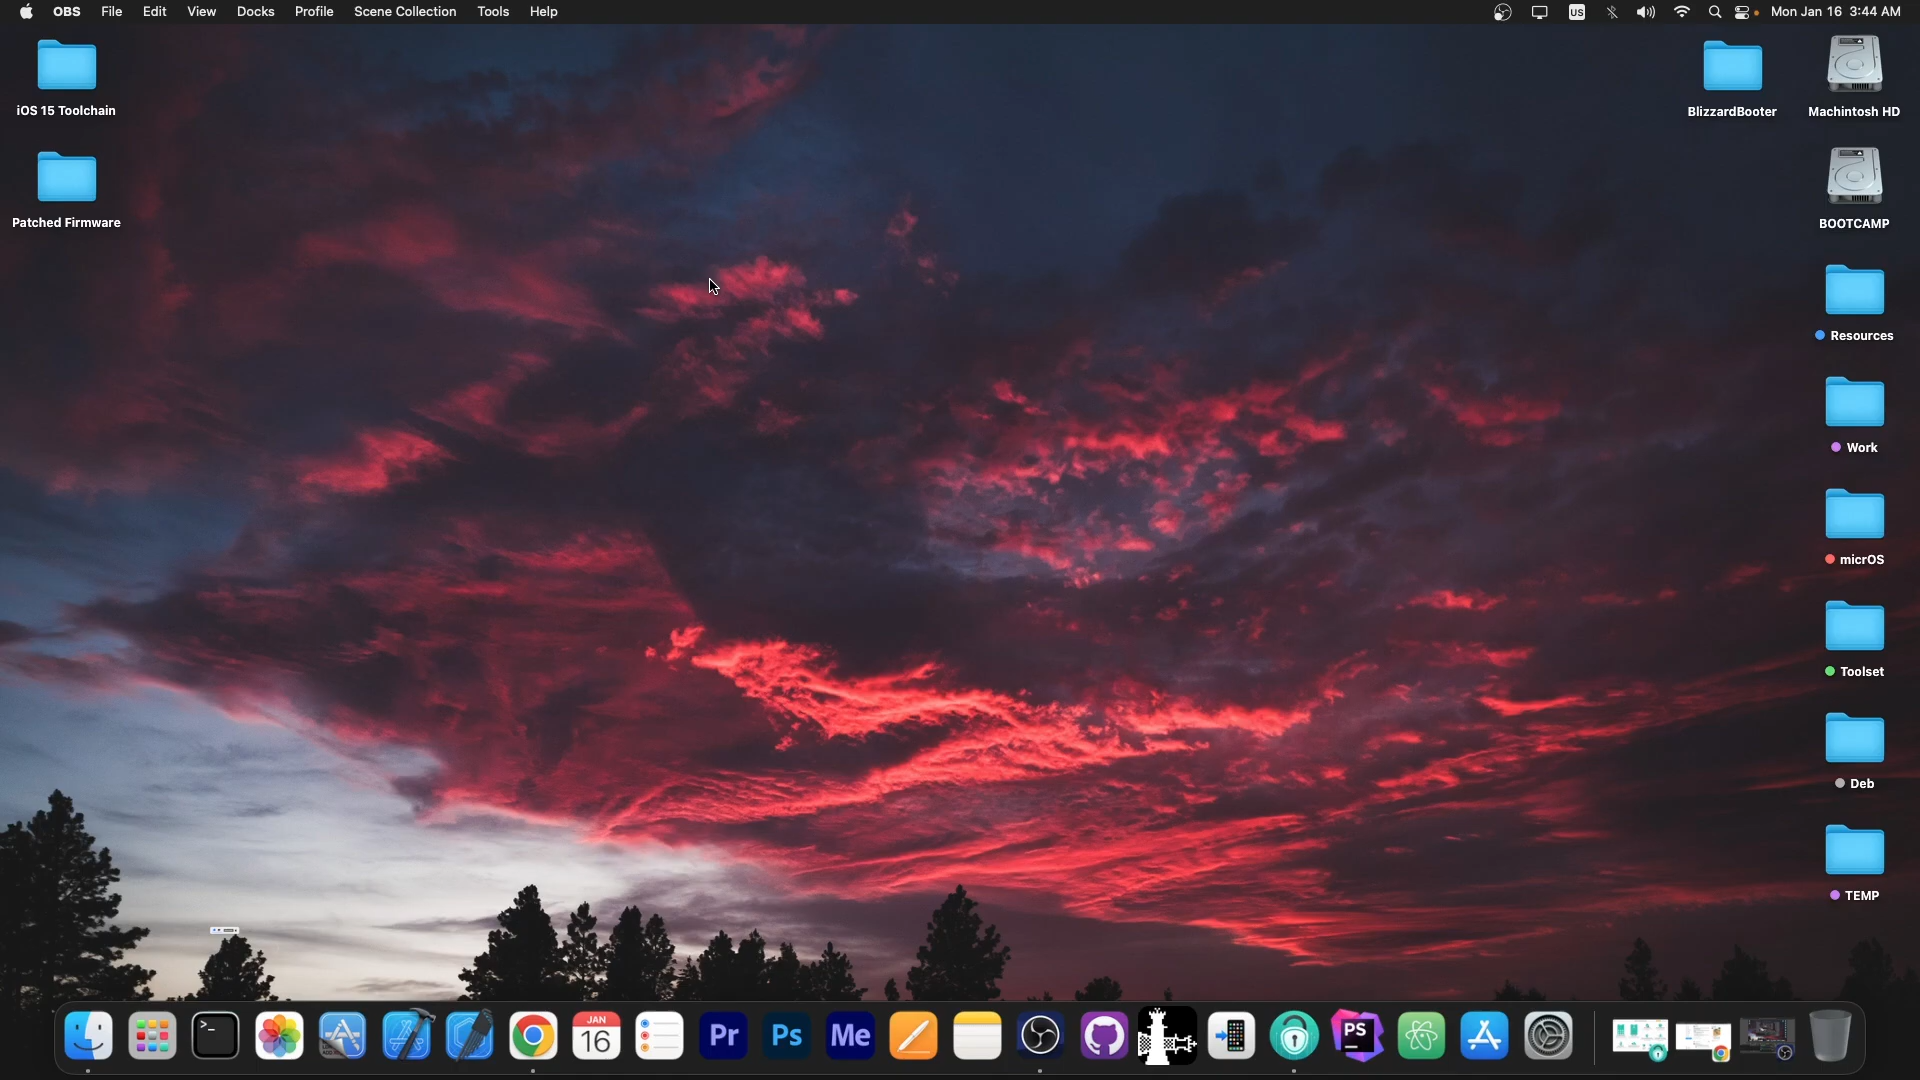 OBS File Edit View Docks Profile Scene Collection Tools Help US Mon Jan 16 3:44 AM
iOS 15 Toolchain
BlizzardBooter
Machintosh HD
Patched Firmware
BOOTCAMP
Resources
Work
micrOS
Toolset
Deb
TEMP
>_
JAN
16
Pr
Ps
Me
PS